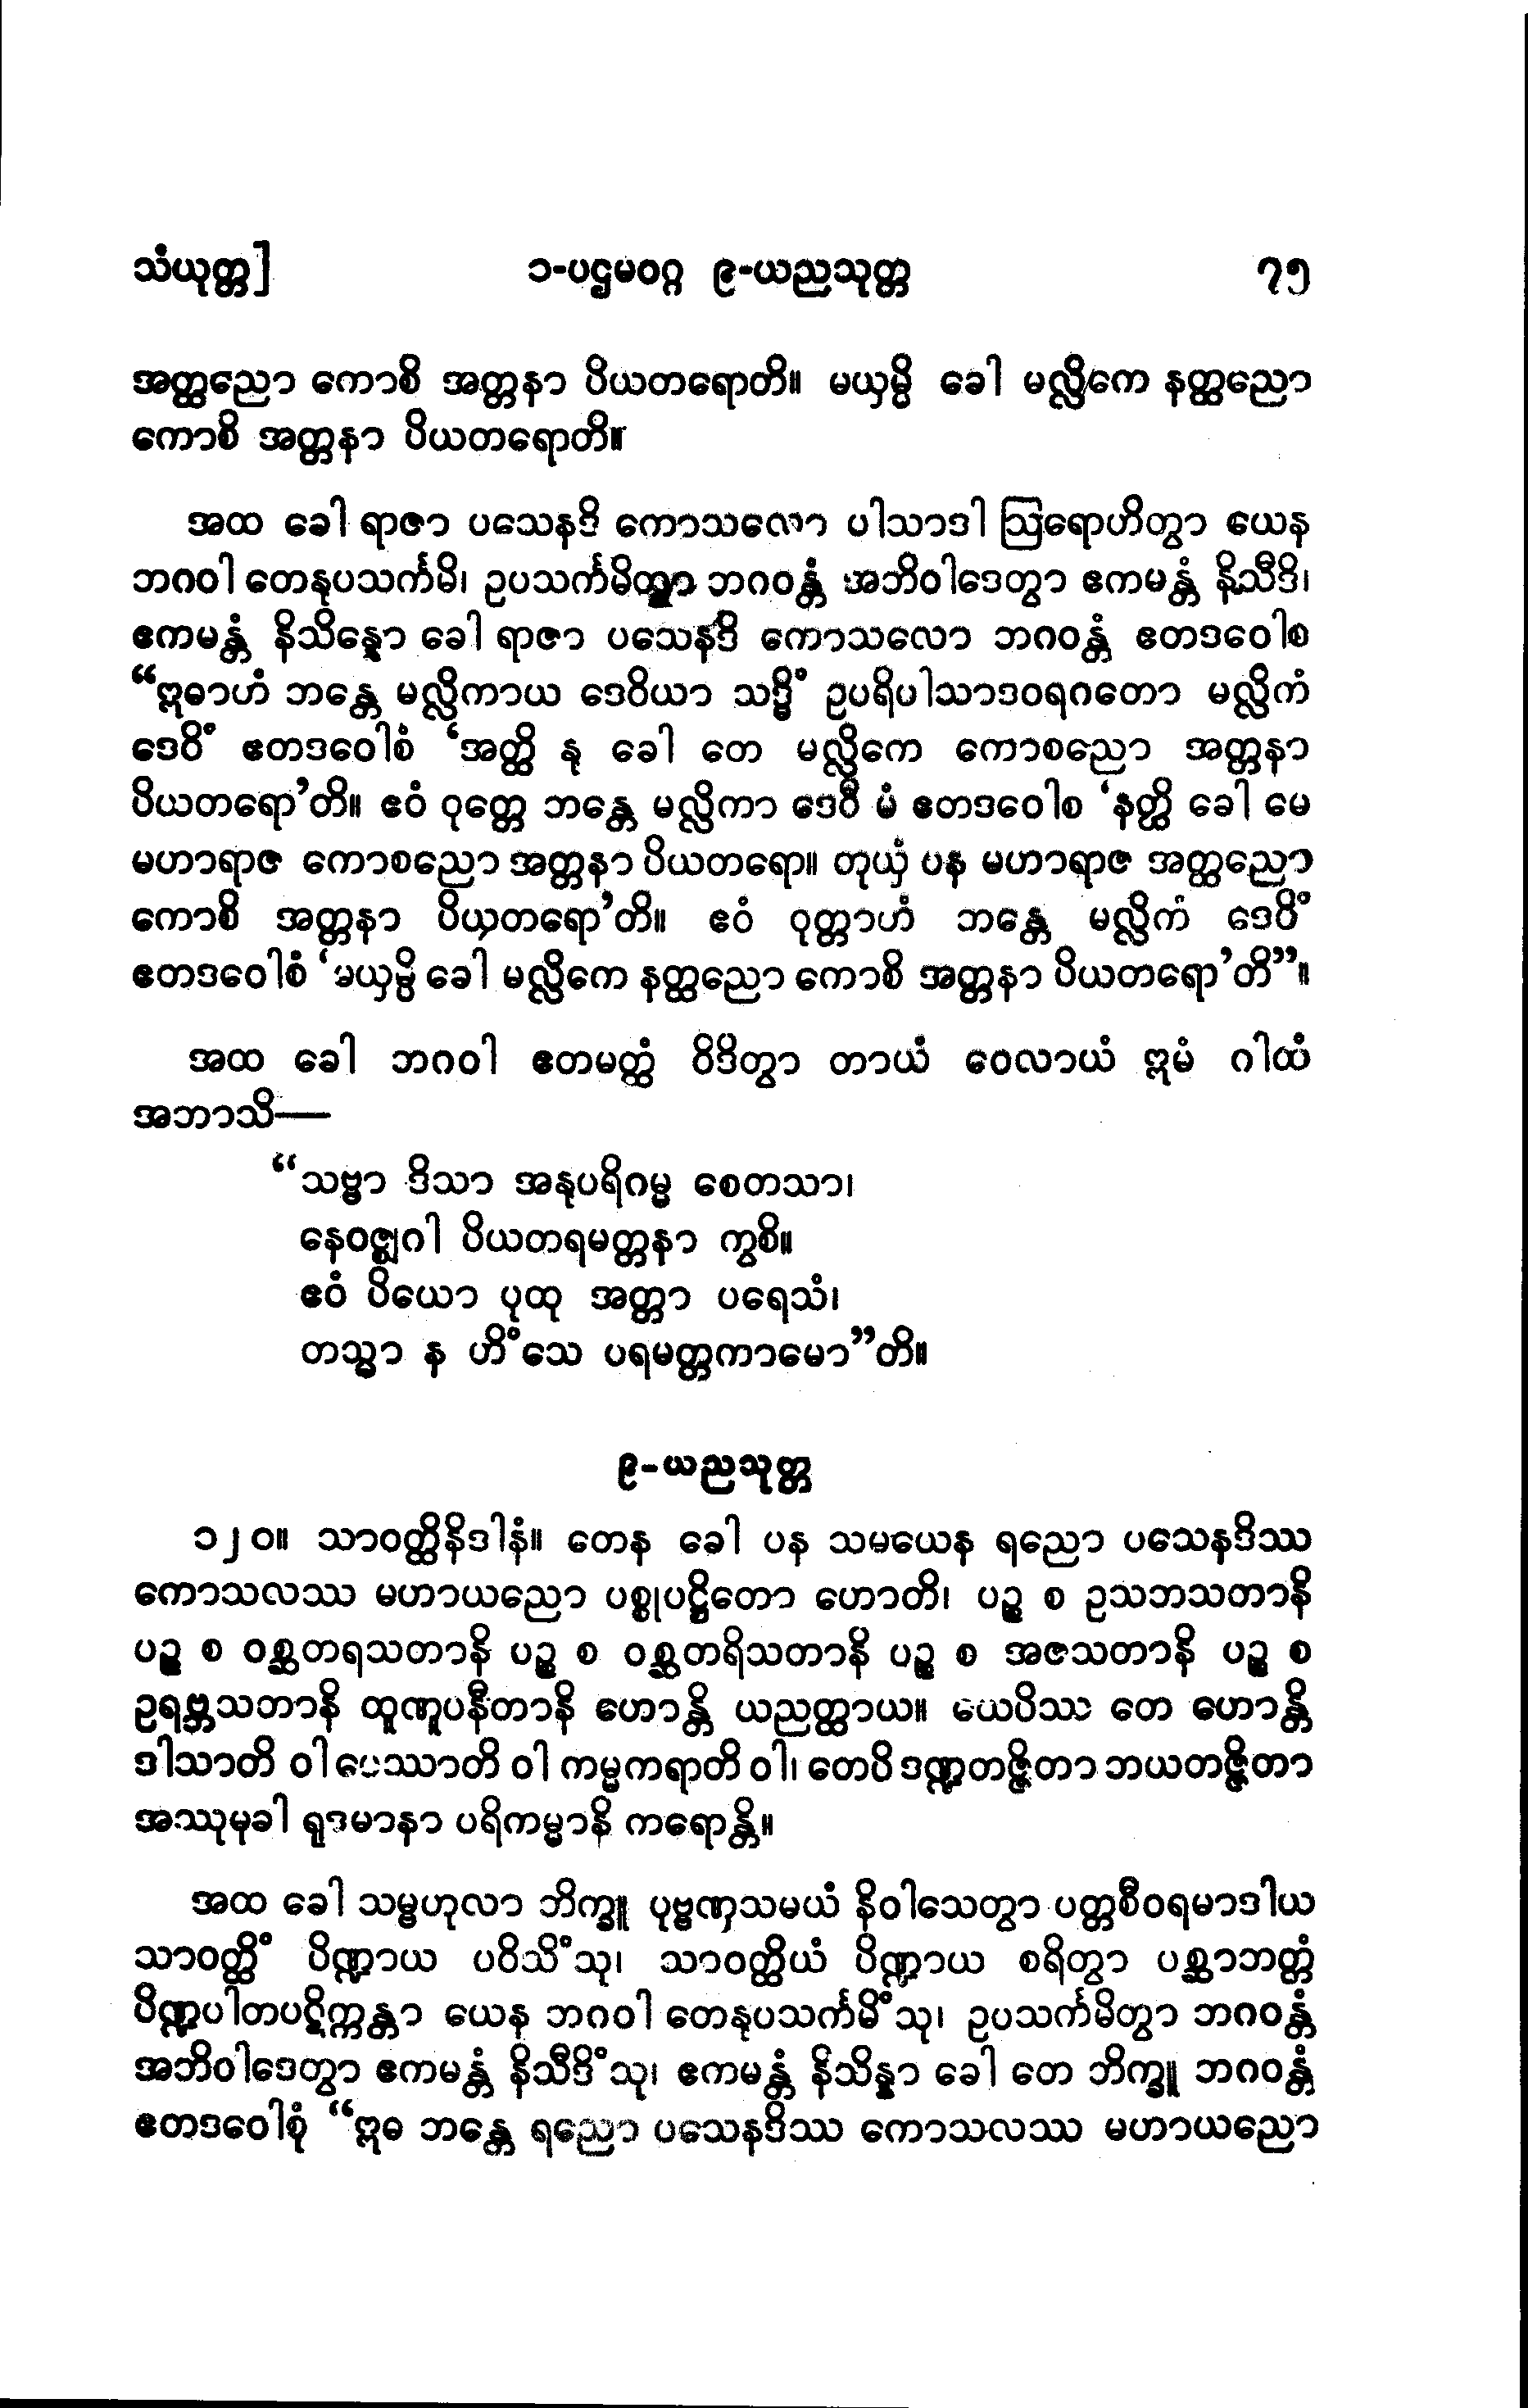 သံယုတ္တ] ၁-ပဌမဝဂ္ဂ ၉-ယညသုတ္တ ၇၅
အတ္ထညော ကောစိ အတ္တနာ ပိယတရောတိ။ မယှမ္ပိ ခေါ မလ္လိကေ နတ္ထညော
ကောစိ အတ္တနာ ပိယတရောတိ။
အထ ခေါ ရာဇာ ပသေနဒိ ကောသလော ပါသာဒါ ဩရောဟိတွာ ယေန
ဘဂဝါ တေနုပသင်္ကမိ၊ ဥပသင်္ကမိတွာ ဘဂဝန္တံ အဘိဝါဒေတွာ ဧကမန္တံ နိသီဒိ၊
ဧကမန္တံ နိသိန္နော ခေါ ရာဇာ ပသေနဒိ ကောသလော ဘဂဝန္တံ ဧတဒဝေါစ
“ဣဓာဟံ ဘန္တေ မလ္လိကာယ ဒေဝိယာ သဒ္ဓိံ ဥပရိပါသာဒဝရဂတော မလ္လိကံ
ဒေဝိံ ဧတဒဝေါစံ ‘အတ္ထိ နု ခေါ တေ မလ္လိကေ ကောစညော အတ္တနာ
ပိယတရော’တိ။ ဧဝံ ဝုတ္တေ ဘန္တေ မလ္လိကာ ဒေဝီ မံ ဧတဒဝေါစ ‘နတ္ထိ ခေါ မေ
မဟာရာဇ ကောစညော အတ္တနာ ပိယတရော။ တုယှံ ပန မဟာရာဇ အတ္ထညော
ကောစိ အတ္တနာ ပိယတရော’တိ။ ဧဝံ ဝုတ္တာဟံ ဘန္တေ မလ္လိကံ ဒေဝိံ
ဧတဒဝေါစံ ‘မယှမ္ပိ ခေါ မလ္လိကေ နတ္ထညော ကောစိ အတ္တနာ ပိယတရော’တိ”။
အထ ခေါ ဘဂဝါ ဧတမတ္ထံ ဝိဒိတွာ တာယံ ဝေလာယံ ဣမံ ဂါထံ
အဘာသိ—
“သဗ္ဗာ ဒိသာ အနုပရိဂမ္မ စေတသာ၊
နေဝဇ္ဈဂါ ပိယတရမတ္တနာ ကွစိ။
ဧဝံ ပိယော ပုထု အတ္တာ ပရေသံ၊
တသ္မာ န ဟိံသေ ပရမတ္တကာမော”တိ။
၉-ယညသုတ္တ
၁၂၀။ သာဝတ္ထိနိဒါနံ။ တေန ခေါ ပန သမယေန ရညော ပသေနဒိဿ
ကောသလဿ မဟာယညော ပစ္စုပဋ္ဌိတော ဟောတိ၊ ပဉ္စ စ ဥသဘသတာနိ
ပဉ္စ စ ဝစ္ဆတရသတာနိ ပဉ္စ စ ဝစ္ဆတရိသတာနိ ပဉ္စ စ အဇသတာနိ ပဉ္စ စ
ဥရဗ္ဘသတာနိ ထူဏူပနီတာနိ ဟောန္တိ ယညတ္ထာယ။ ယေပိဿ တေ ဟောန္တိ
ဒါသာတိ ဝါ ပေဿာတိ ဝါ ကမ္မကရာတိ ဝါ၊ တေပိ ဒဏ္ဍတဇ္ဇိတာ ဘယတဇ္ဇိတာ
အဿုမုခါ ရုဒမာနာ ပရိကမ္မာနိ ကရောန္တိ။
အထ ခေါ သမ္ဗဟုလာ ဘိက္ခူ ပုဗ္ဗဏှသမယံ နိဝါသေတွာ ပတ္တစီဝရမာဒါယ
သာဝတ္ထိံ ပိဏ္ဍာယ ပဝိသိံသု၊ သာဝတ္ထိယံ ပိဏ္ဍာယ စရိတွာ ပစ္ဆာဘတ္တံ
ပိဏ္ဍပါတပဋိက္ကန္တာ ယေန ဘဂဝါ တေနုပသင်္ကမိံသု၊ ဥပသင်္ကမိတွာ ဘဂဝန္တံ
အဘိဝါဒေတွာ ဧကမန္တံ နိသီဒိံသု၊ ဧကမန္တံ နိသိန္နာ ခေါ တေ ဘိက္ခူ ဘဂဝန္တံ
ဧတဒဝေါစုံ “ဣဓ ဘန္တေ ရညော ပသေနဒိဿ ကောသလဿ မဟာယညော